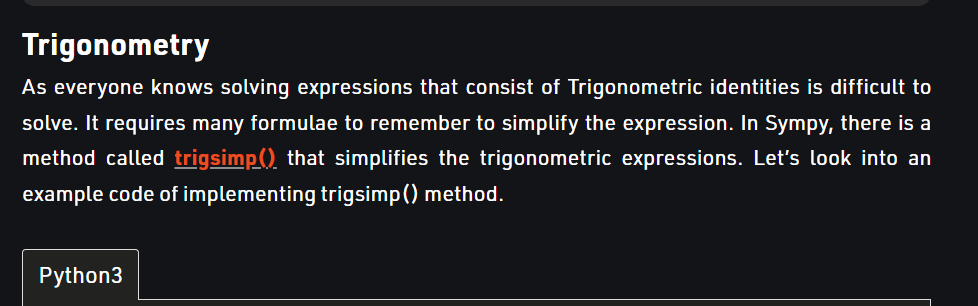 Trigonometry
As everyone knows solving expressions that consist of Trigonometric identities is difficult to
solve. It requires many formulae to remember to simplify the expression. In Sympy, there is a
method called trigsimp() that simplifies the trigonometric expressions. Let’s look into an
example code of implementing trigsimp() method.
Python3